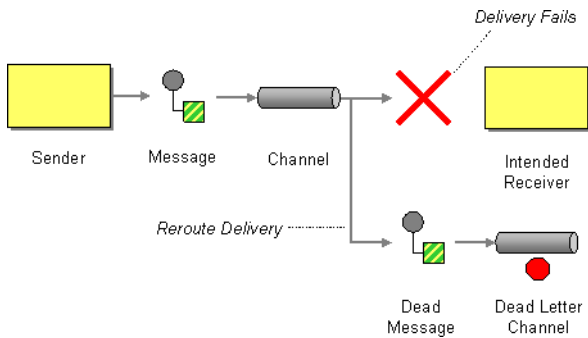 Delivery Fails
Sender
Message
Channel
Intended
Receiver
Reroute Delivery
Dead
Message
Dead Letter
Channel